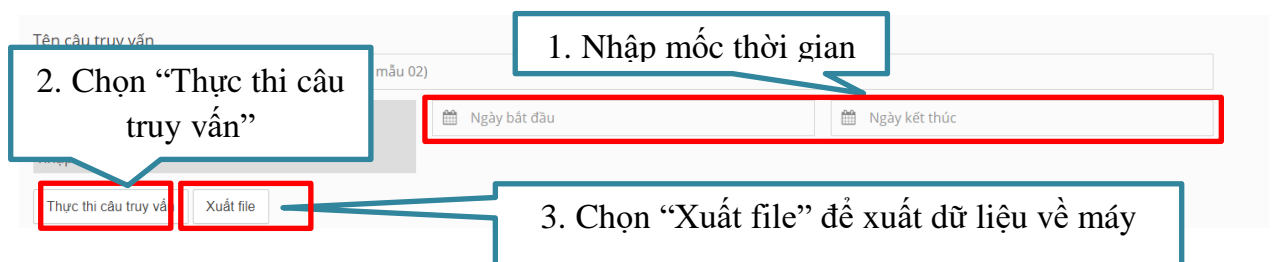 Tên câu truy vấn
1. Nhập mốc thời gian
2. Chọn “Thực thi câu
truy vấn”
mẫu 02)
Ngày bắt đầu
Ngày kết thúc
Thực thi câu truy vấ
Xuất file
3. Chọn “Xuất file” để xuất dữ liệu về máy